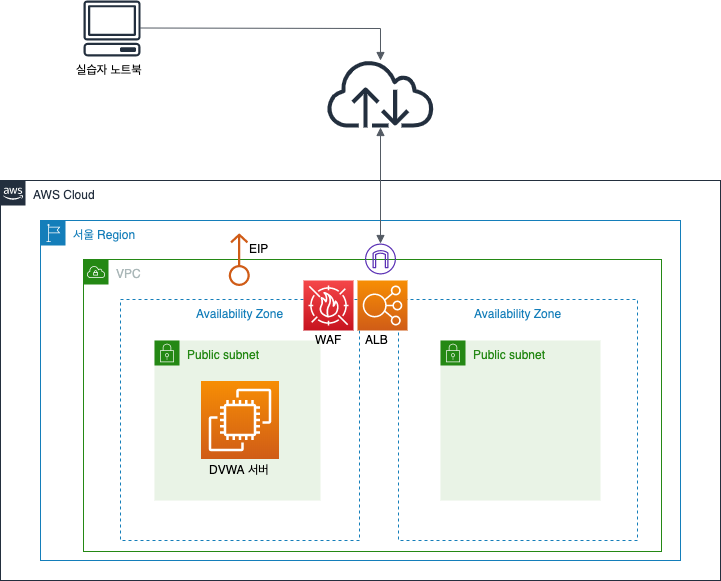 실습자 노트북
aws
AWS Cloud
서울 Region
EIP
VPC
Availability Zone
Availability Zone
WAF
ALB
Public subnet
Public subnet
DVWA 서버